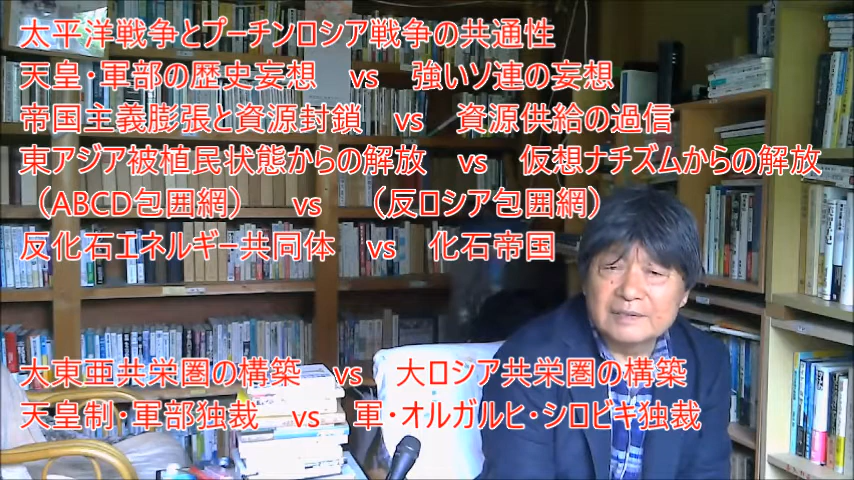 太平洋戦争とプーチンロシア戦争の共通性
天皇・軍部の歴史妄想　vs　強いソ連の妄想
帝国主義膨張と資源封鎖　vs　資源供給の過信
東アジア被植民状態からの解放　vs　仮想ナチズムからの解放
（ABCD包囲網）　　vs　　（反ロシア包囲網）
反化石エネルギー共同体　vs　化石帝国
大東亜共栄圏の構築　vs　大ロシア共栄圏の構築
天皇制・軍部独裁　vs　軍・オルガルヒ・シロビキ独裁